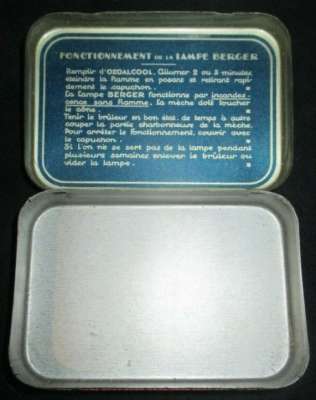 FONCTIONNEMENT DE LA LAMPE BERGER
Remplir d'OZOALCOOL. Allumer 2 ou 3 minutes
éteindre la flamme en posant et retirant rapi-
dement le capuchon.
La Lampe BERGER fonctionne par incandes-
cence sans flamme. La mèche doit toucher
le cône.
Tenir le brûleur en bon état. de temps à autre
couper la partie charbonneuse de la mèche.
Pour arrêter le fonctionnement, couvrir avec
le capuchon.
Si l'on ne se sert pas de la lampe pendant
plusieurs semaines enlever le brûleur ou
vider la lampe.